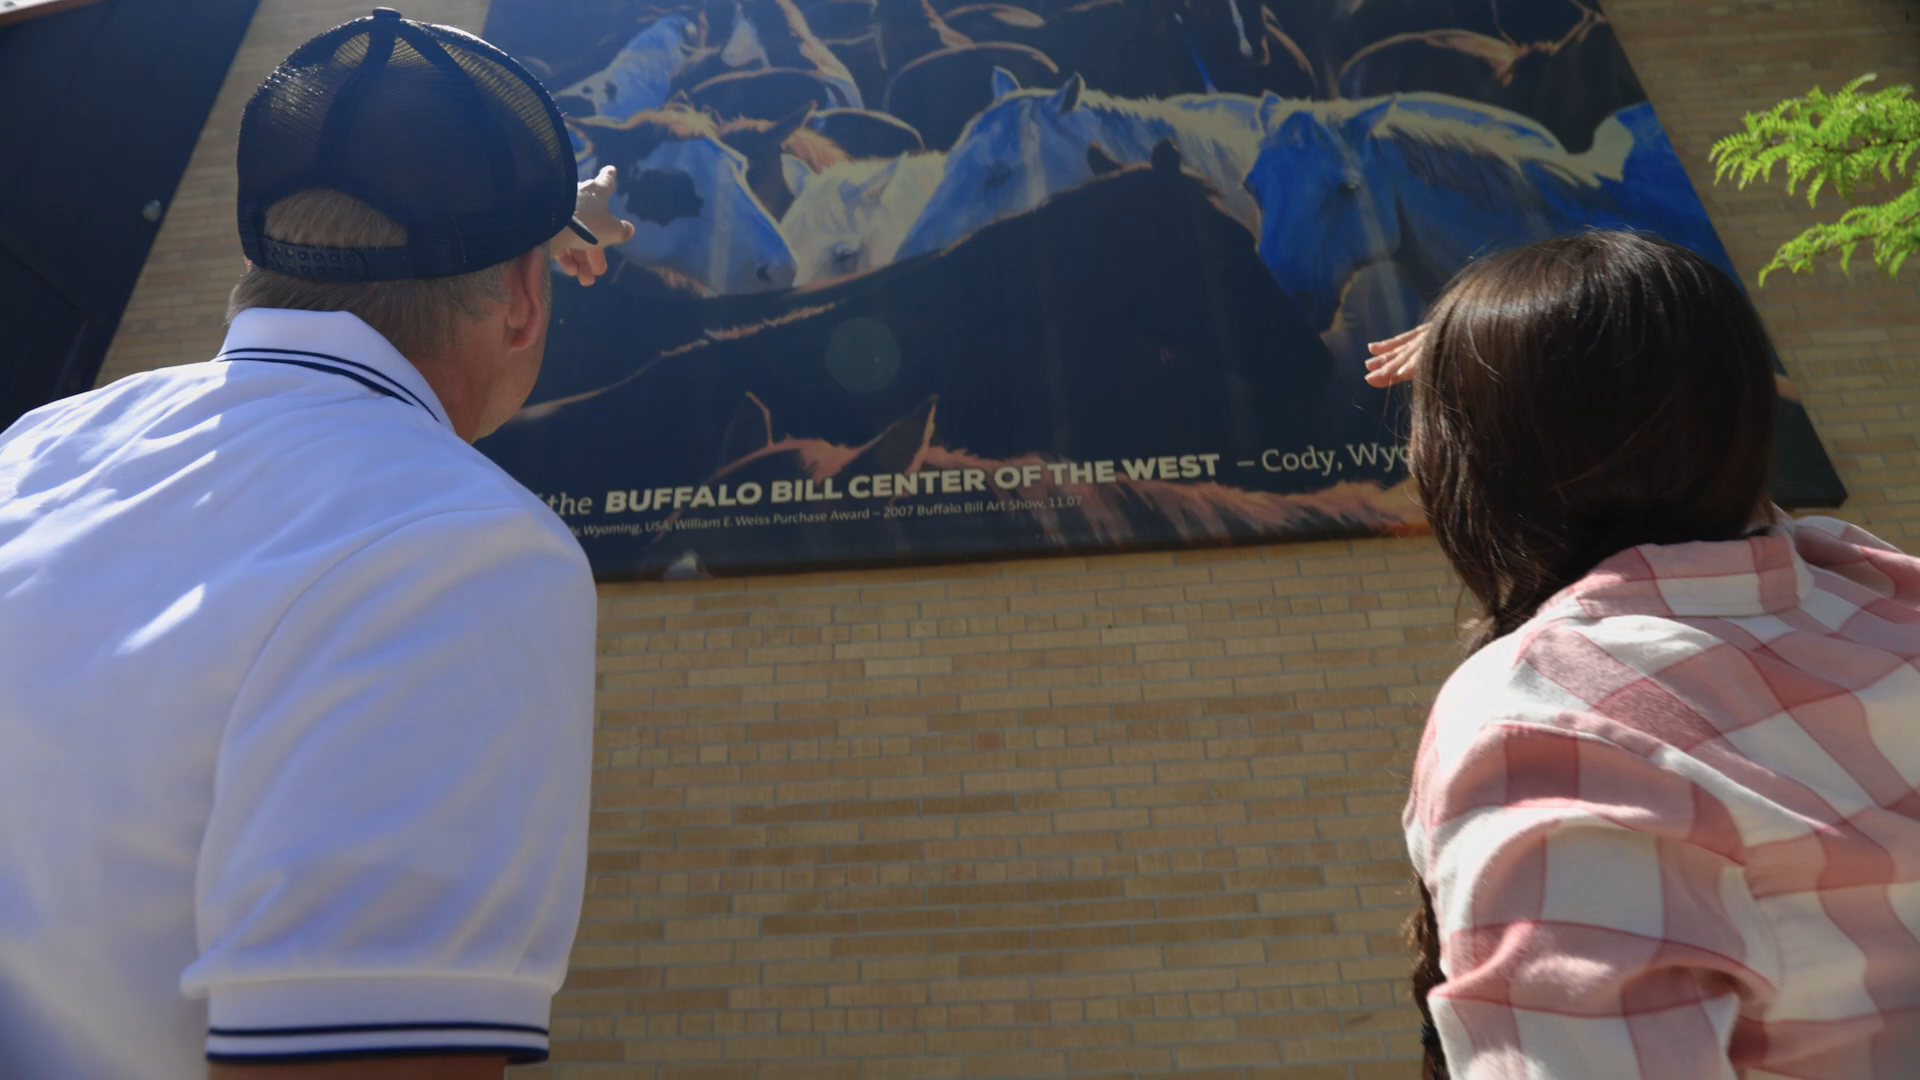 the BUFFALO BILL CENTER OF THE WEST – Cody, Wyo
Wyoming, USA, William E. Weiss Purchase Award – 2007 Buffalo Bill Art Show, 11.07